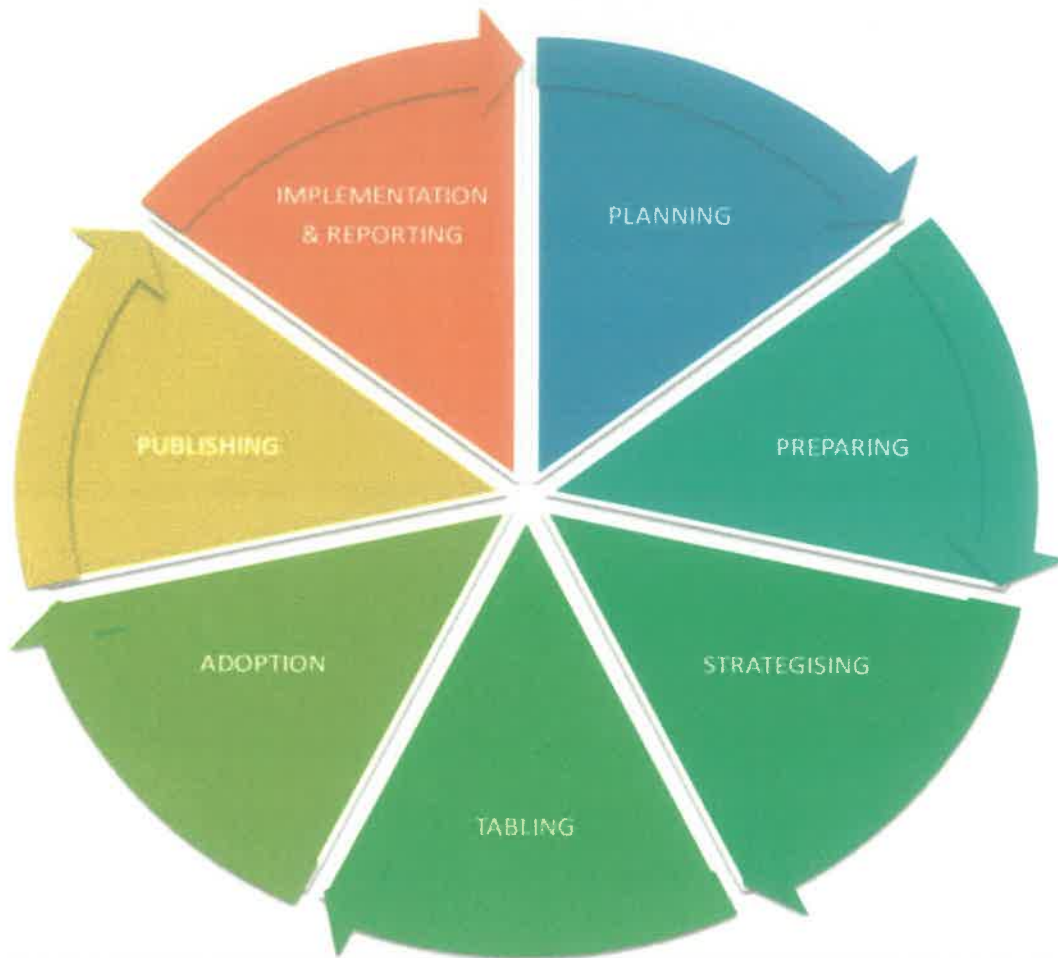 PLANNING
PREPARING
STRATEGISING
TABLING
ADOPTION
PUBLISHING
IMPLEMENTATION
& REPORTING